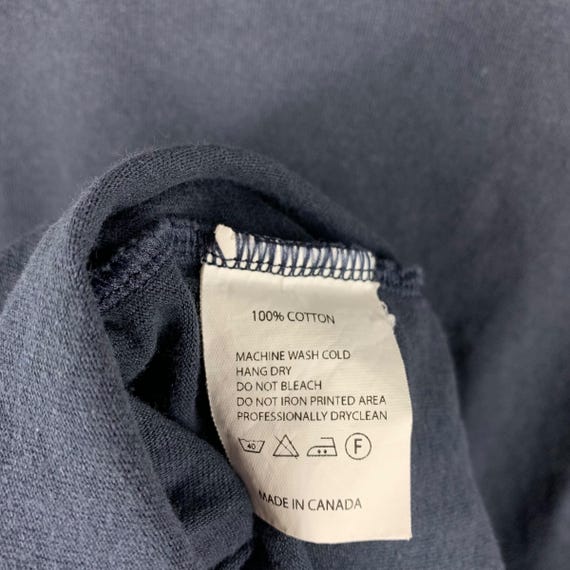 100% COTTON
MACHINE WASH COLD
HANG DRY
DO NOT BLEACH
DO NOT IRON PRINTED AREA
PROFESSIONALLY DRYCLEAN
40 F
MADE IN CANADA